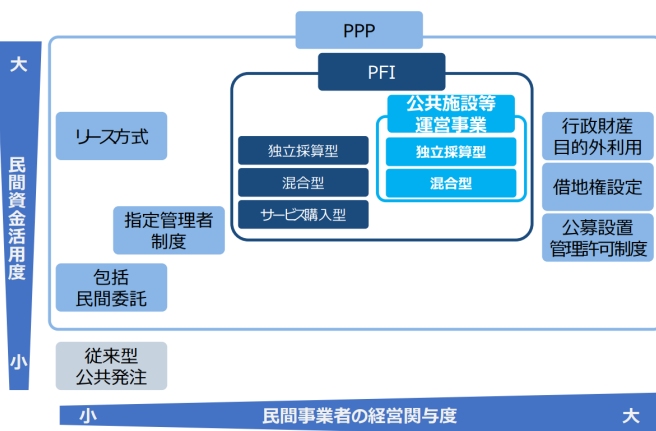 PPP
PFI
大
民間資金活用度
小
リース方式
指定管理者
制度
包括
民間委託
従来型
公共発注
独立採算型
混合型
サービス購入型
公共施設等
運営事業
独立採算型
混合型
行政財産
目的外利用
借地権設定
公募設置
管理許可制度
小
民間事業者の経営関与度
大